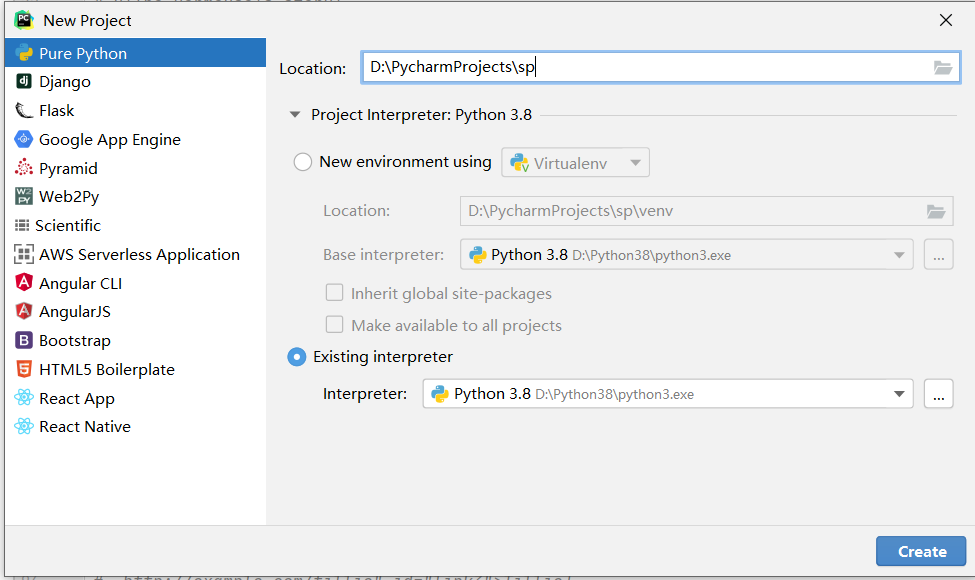 New Project
Pure Python
Django
Flask
Google App Engine
Pyramid
Web2Py
Scientific
AWS Serverless Application
Angular CLI
AngularJS
Bootstrap
HTML5 Boilerplate
React App
React Native
Location: D:\PycharmProjects\sp
Project Interpreter: Python 3.8
New environment using Virtualenv
Location: D:\PycharmProjects\sp\venv
Base interpreter: Python 3.8 D:\Python38\python3.exe ...
Inherit global site-packages
Make available to all projects
Existing interpreter
Interpreter: Python 3.8 D:\Python38\python3.exe ...
Create